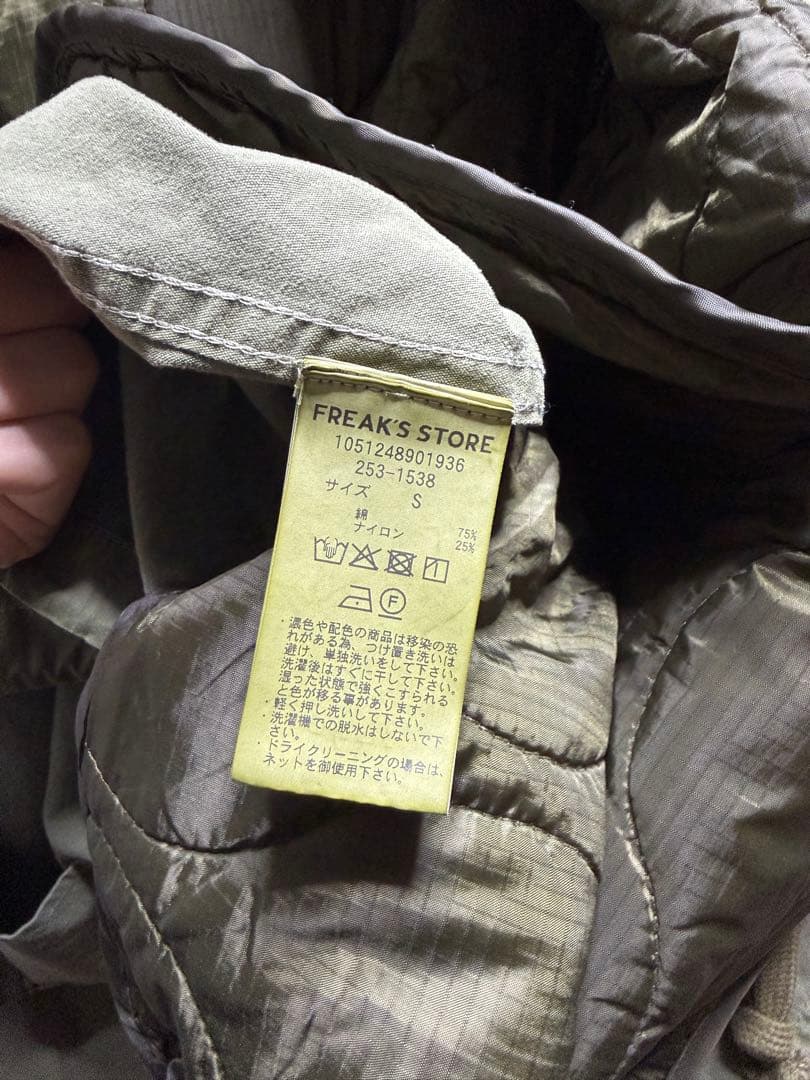 FREAK'S STORE
1051248901936
253-1538
サイズ S
綿 75%
ナイロン 25%
F
・濃色や配色の商品は移染の恐
れがある為、つけ置き洗いは
避け、単独洗いをして下さい。
洗濯後はすぐに干して下さい。
湿った状態で強くこすられる
と色が移る事があります。
・軽く押し洗いして下さい。
・洗濯機での脱水はしないで下
さい。
・ドライクリーニングの場合は、
ネットを御使用下さい。